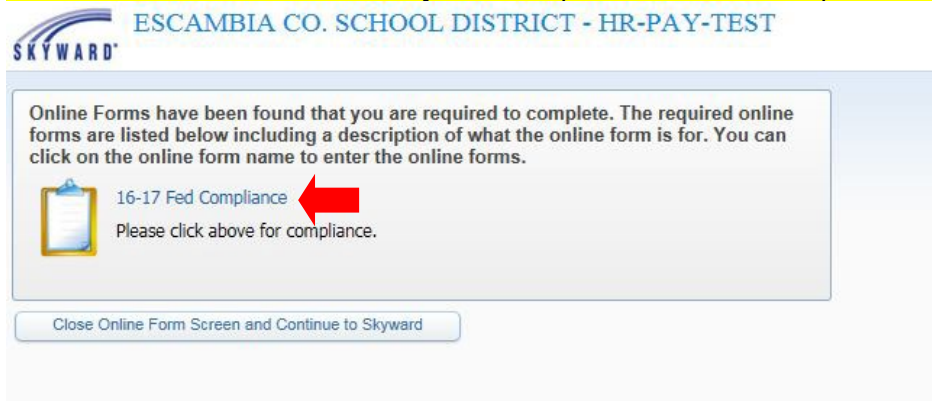 ESCAMBIA CO. SCHOOL DISTRICT - HR-PAY-TEST
SKYWARD
Online Forms have been found that you are required to complete. The required online
forms are listed below including a description of what the online form is for. You can
click on the online form name to enter the online forms.
16-17 Fed Compliance
Please click above for compliance.
Close Online Form Screen and Continue to Skyward